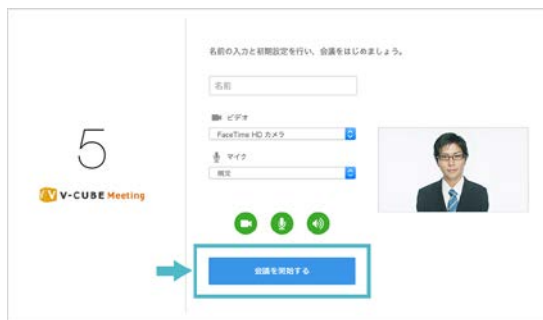 名前の入力と初期設定を行い、会議をはじめましょう。
名前
ビデオ
FaceTime HD カメラ
マイク
規定
5
V-CUBE Meeting
会議を開始する